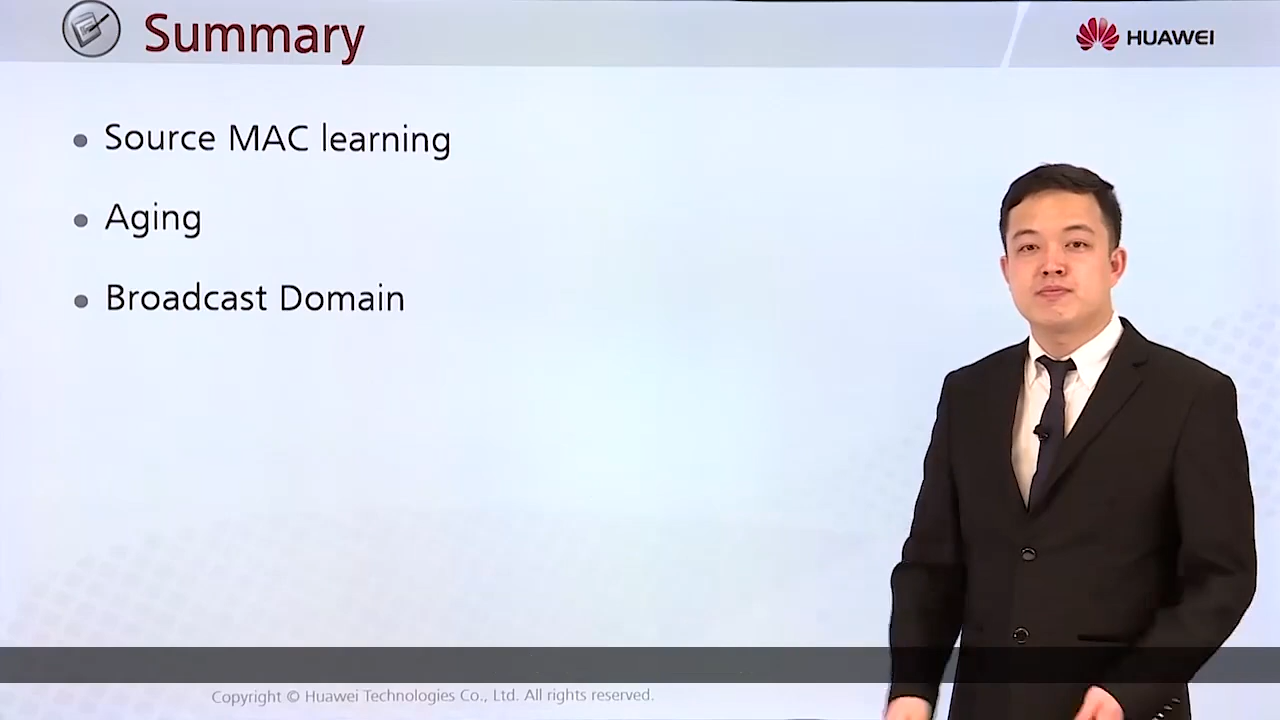 Summary
HUAWEI
Source MAC learning
Aging
Broadcast Domain
Copyright © Huawei Technologies Co., Ltd. All rights reserved.